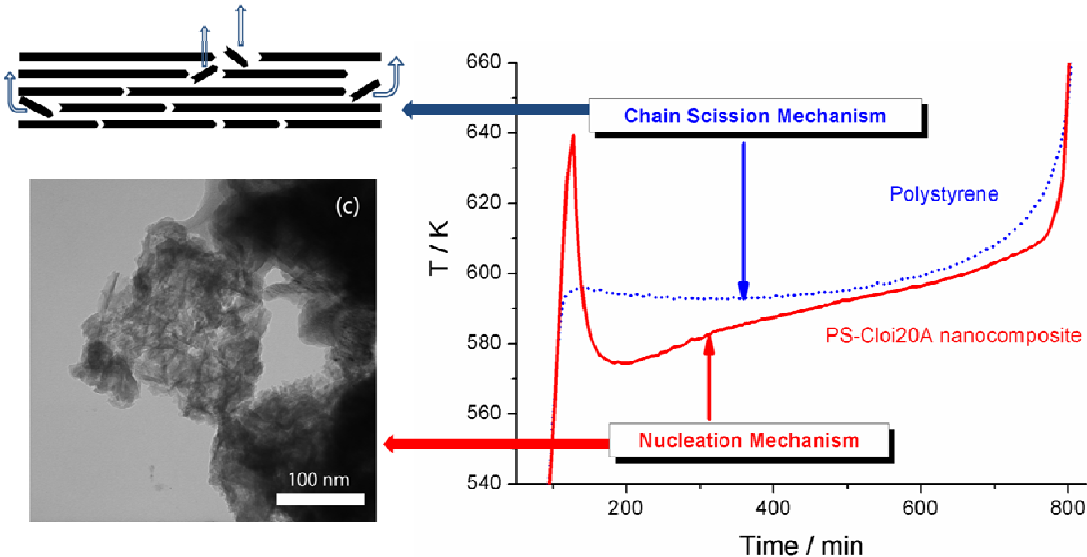 Chain Scission Mechanism
(c)
100 nm
Polystyrene
PS-Cloi20A nanocomposite
Nucleation Mechanism
T / K
660
640
620
600
580
560
540
200
400
600
800
Time / min